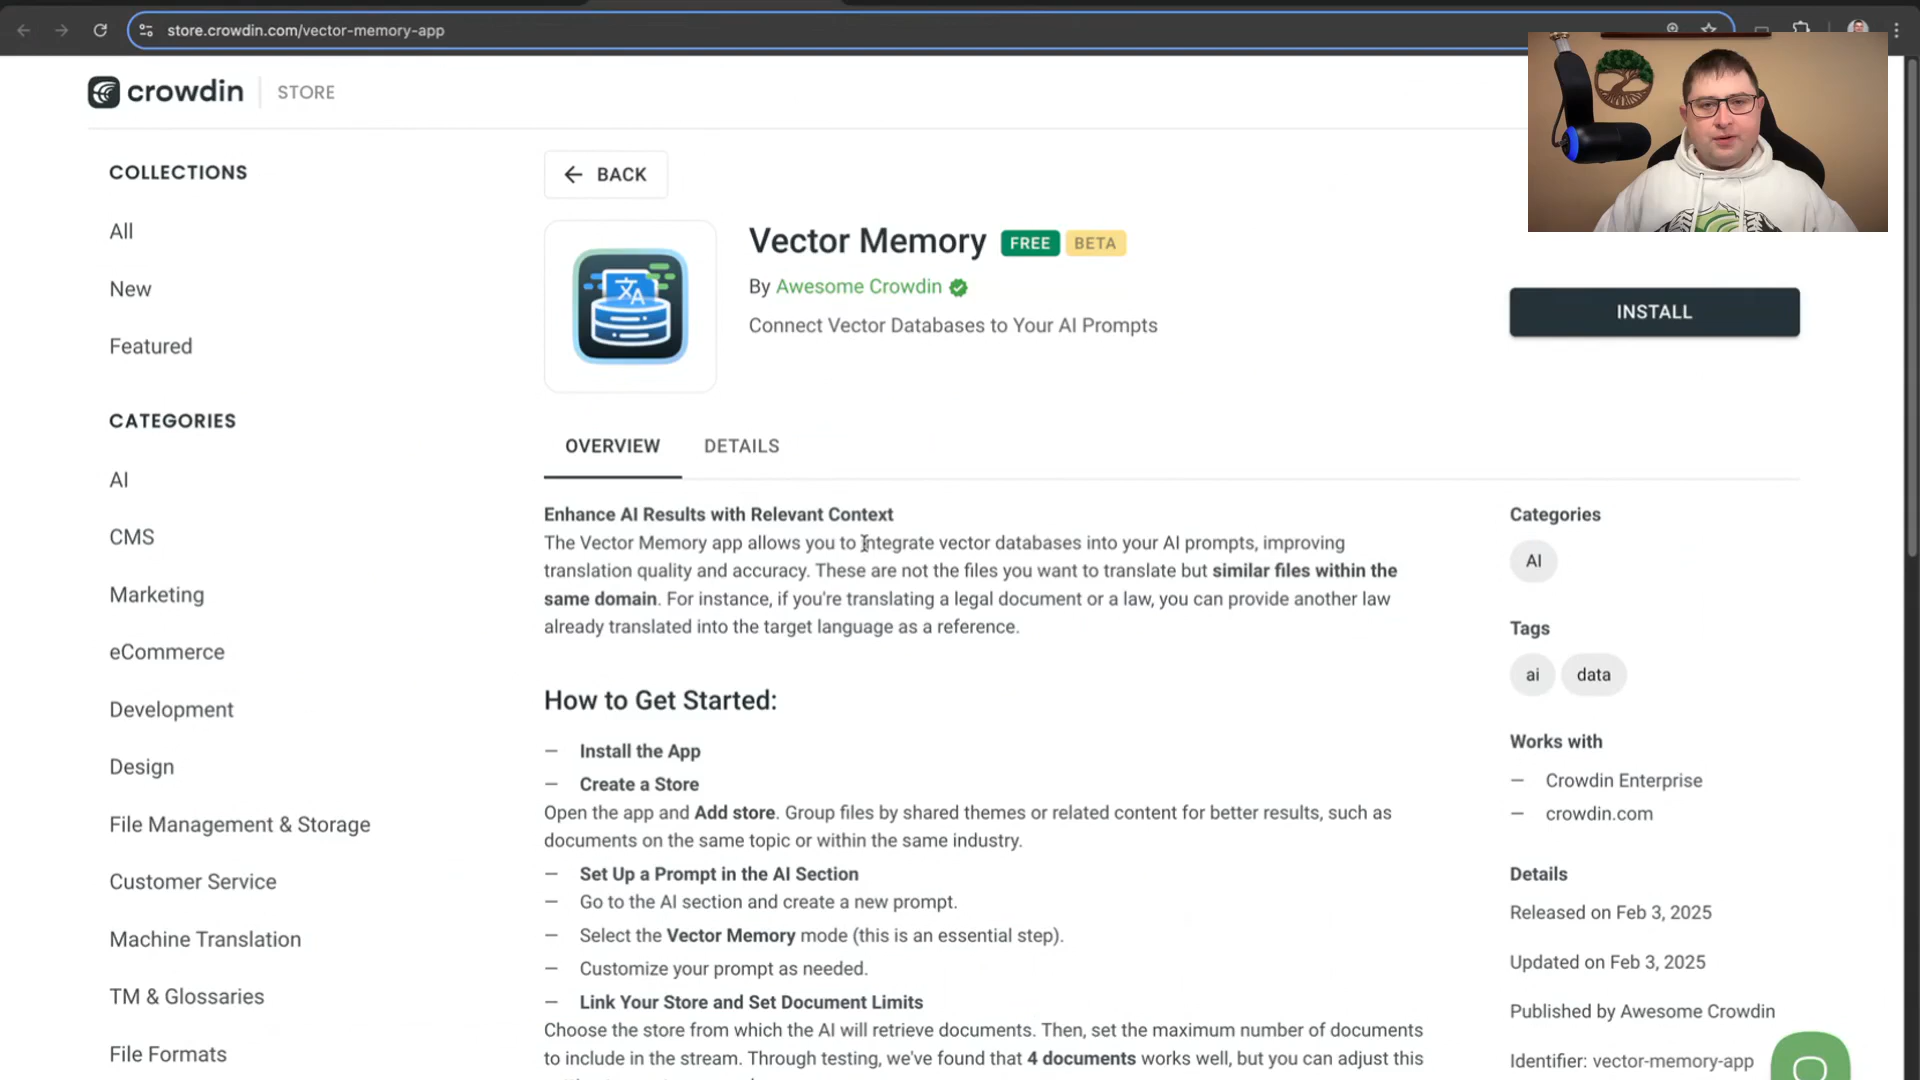 store.crowdin.com/vector-memory-app
crowdin
STORE
COLLECTIONS
All
New
Featured
CATEGORIES
AI
CMS
Marketing
eCommerce
Development
Design
File Management & Storage
Customer Service
Machine Translation
TM & Glossaries
File Formats
← BACK
Vector Memory FREE BETA
By Awesome Crowdin
Connect Vector Databases to Your AI Prompts
INSTALL
OVERVIEW DETAILS
Enhance AI Results with Relevant Context
The Vector Memory app allows you to integrate vector databases into your AI prompts, improving
translation quality and accuracy. These are not the files you want to translate but similar files within the
same domain. For instance, if you're translating a legal document or a law, you can provide another law
already translated into the target language as a reference.
How to Get Started:
— Install the App
— Create a Store
Open the app and Add store. Group files by shared themes or related content for better results, such as
documents on the same topic or within the same industry.
— Set Up a Prompt in the AI Section
— Go to the AI section and create a new prompt.
— Select the Vector Memory mode (this is an essential step).
— Customize your prompt as needed.
— Link Your Store and Set Document Limits
Choose the store from which the AI will retrieve documents. Then, set the maximum number of documents
to include in the stream. Through testing, we've found that 4 documents works well, but you can adjust this
Categories
AI
Tags
ai data
Works with
— Crowdin Enterprise
— crowdin.com
Details
Released on Feb 3, 2025
Updated on Feb 3, 2025
Published by Awesome Crowdin
Identifier: vector-memory-app